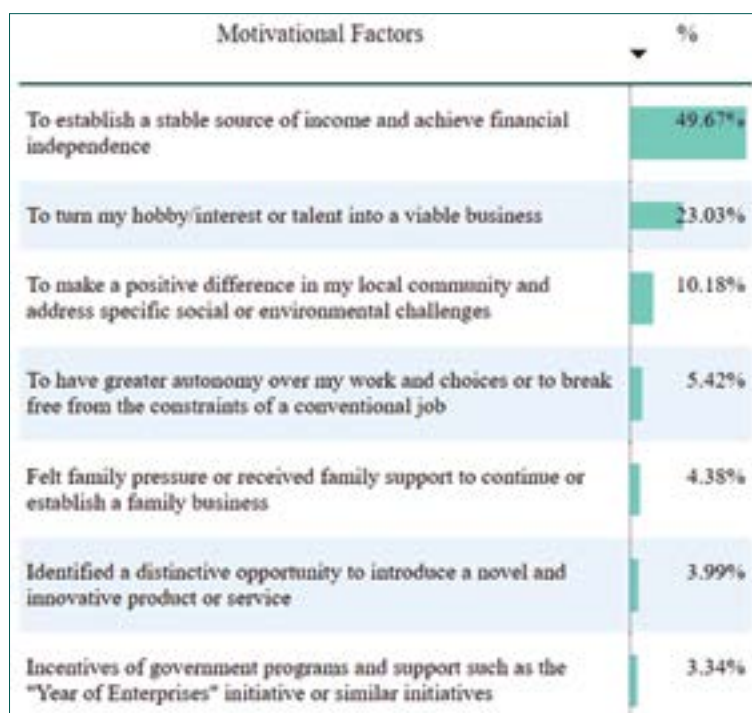 Motivational Factors %
To establish a stable source of income and achieve financial 49.67%
independence
To turn my hobby/interest or talent into a viable business 23.03%
To make a positive difference in my local community and 10.18%
address specific social or environmental challenges
To have greater autonomy over my work and choices or to break 5.42%
free from the constraints of a conventional job
Felt family pressure or received family support to continue or 4.38%
establish a family business
Identified a distinctive opportunity to introduce a novel and 3.99%
innovative product or service
Incentives of government programs and support such as the 3.34%
"Year of Enterprises" initiative or similar initiatives